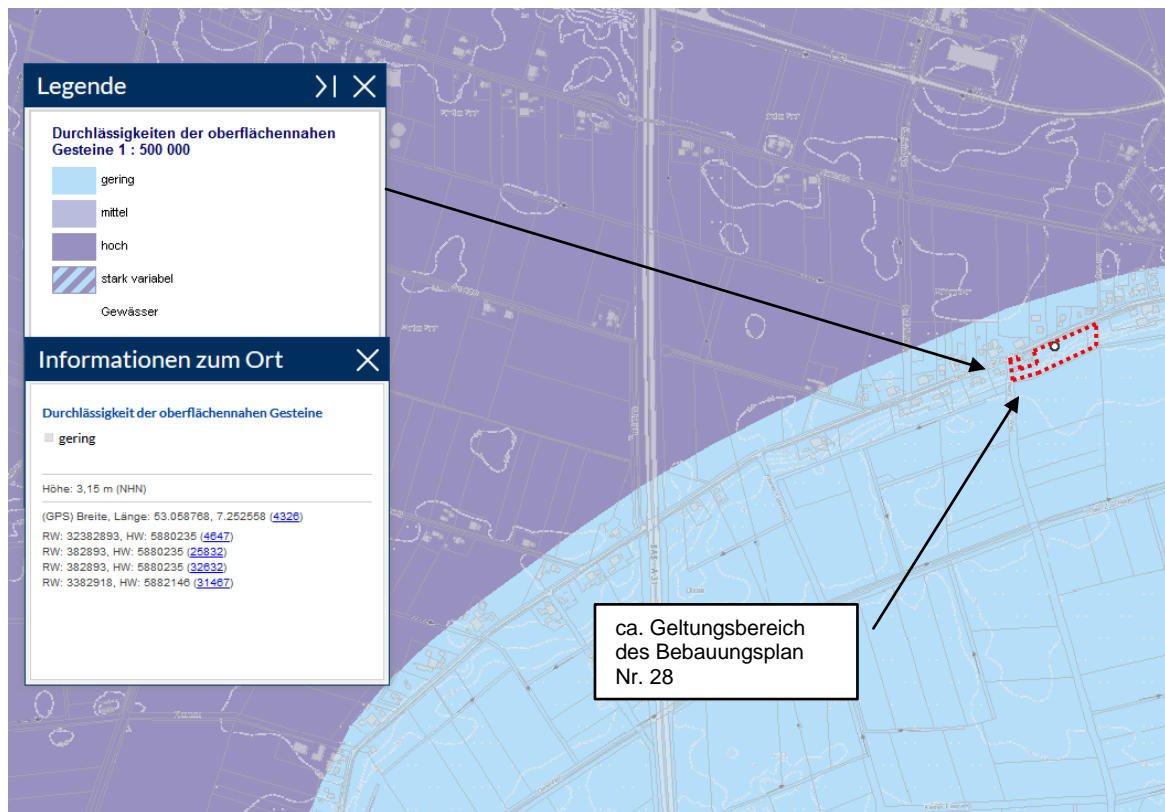 Legende
Durchlässigkeiten der oberflächennahen
Gesteine 1 : 500 000
gering
mittel
hoch
stark variabel
Gewässer
Informationen zum Ort
Durchlässigkeit der oberflächennahen Gesteine
gering
Höhe: 3,15 m (NHN)
(GPS) Breite, Länge: 53.058768, 7.252558 (4326)
RW: 32382893, HW: 5880235 (4647)
RW: 382893, HW: 5880235 (25832)
RW: 382893, HW: 5880235 (32632)
RW: 3382918, HW: 5882146 (31467)
ca. Geltungsbereich
des Bebauungsplan
Nr. 28